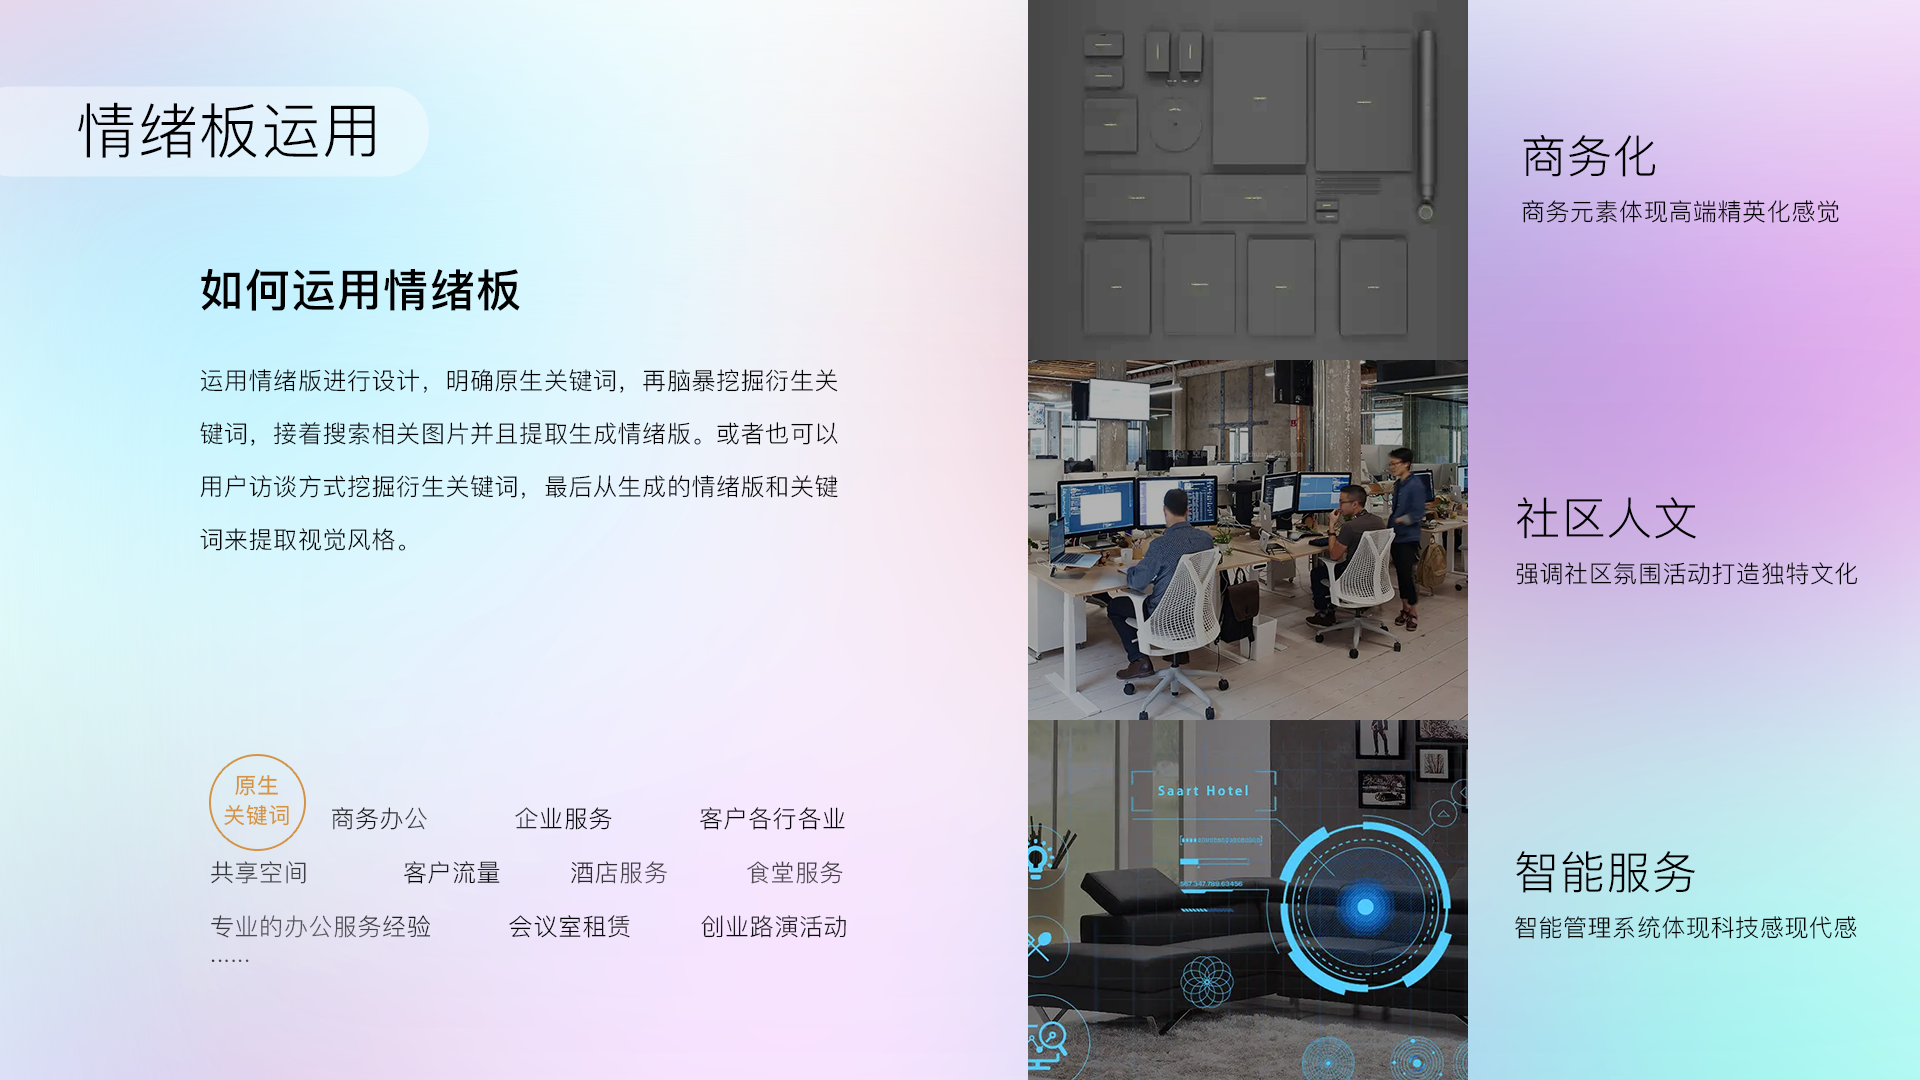 情绪板运用
如何运用情绪板
运用情绪版进行设计，明确原生关键词，再脑暴挖掘衍生关
键词，接着搜索相关图片并且提取生成情绪版。或者也可以
用户访谈方式挖掘衍生关键词，最后从生成的情绪版和关键
词来提取视觉风格。
原生
关键词
商务办公 企业服务 客户各行各业
共享空间 客户流量 酒店服务 食堂服务
专业的办公服务经验 会议室租赁 创业路演活动
......
Saart Hotel
567.347.789.63456
商务化
商务元素体现高端精英化感觉
社区人文
强调社区氛围活动打造独特文化
智能服务
智能管理系统体现科技感现代感